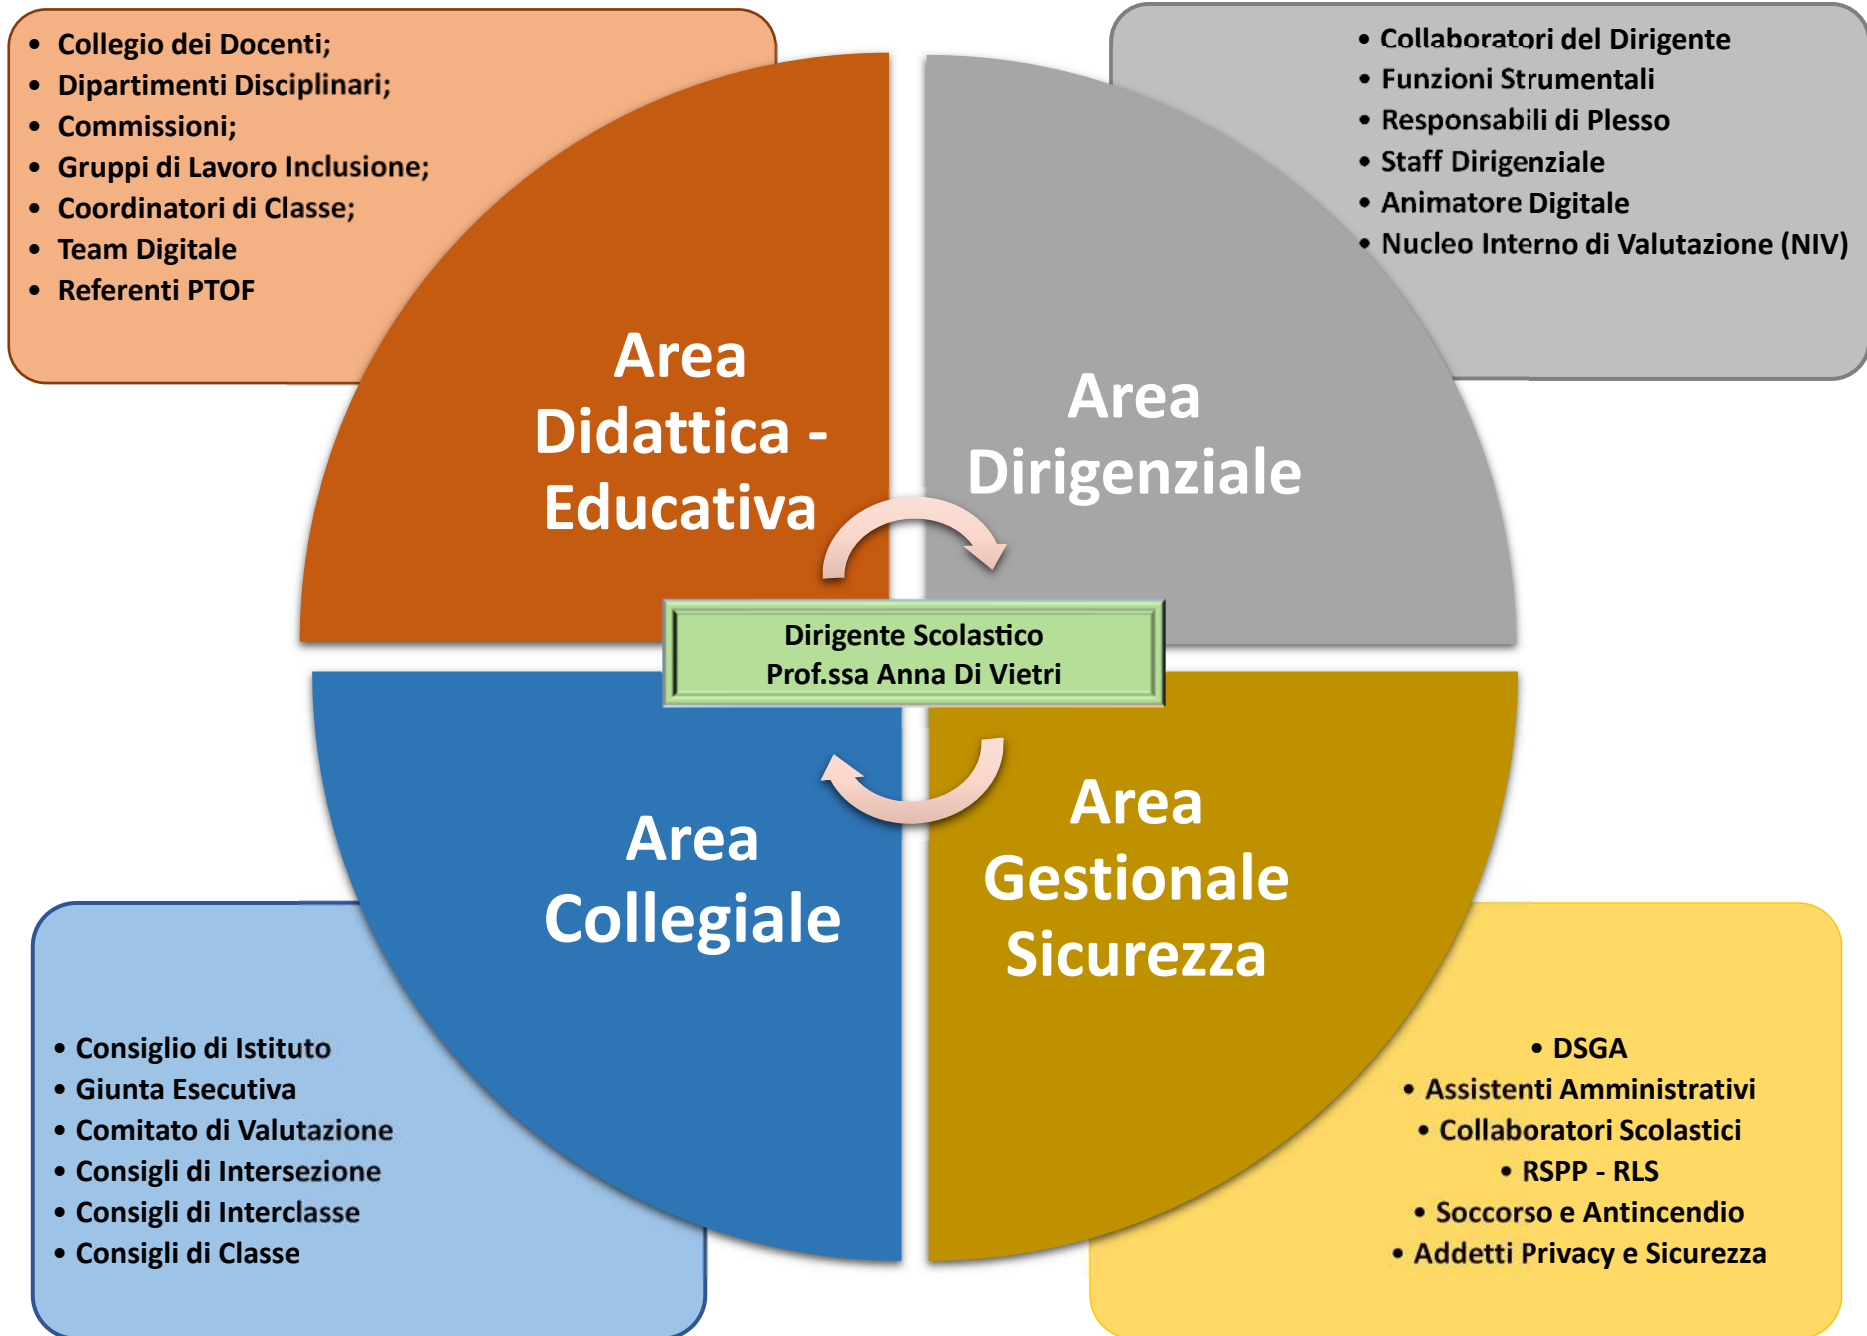 • Collegio dei Docenti;
• Dipartimenti Disciplinari;
• Commissioni;
• Gruppi di Lavoro Inclusione;
• Coordinatori di Classe;
• Team Digitale
• Referenti PTOF
• Collaboratori del Dirigente
• Funzioni Strumentali
• Responsabili di Plesso
• Staff Dirigenziale
• Animatore Digitale
• Nucleo Interno di Valutazione (NIV)
Area
Didattica -
Educativa
Area
Dirigenziale
Dirigente Scolastico
Prof.ssa Anna Di Vietri
Area
Collegiale
Area
Gestionale
Sicurezza
• Consiglio di Istituto
• Giunta Esecutiva
• Comitato di Valutazione
• Consigli di Intersezione
• Consigli di Interclasse
• Consigli di Classe
• DSGA
• Assistenti Amministrativi
• Collaboratori Scolastici
• RSPP - RLS
• Soccorso e Antincendio
• Addetti Privacy e Sicurezza